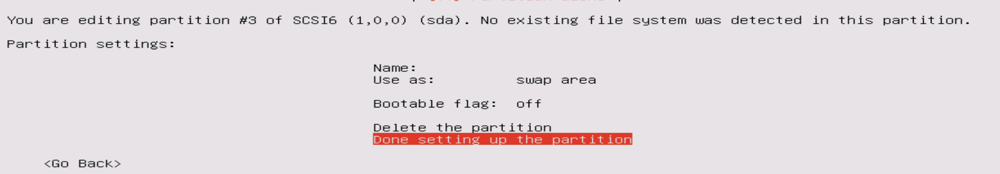 You are editing partition #3 of SCSI6 (1,0,0) (sda). No existing file system was detected in this partition.
Partition settings:
Name:
Use as: swap area
Bootable flag: off
Delete the partition
Done setting up the partition
<Go Back>